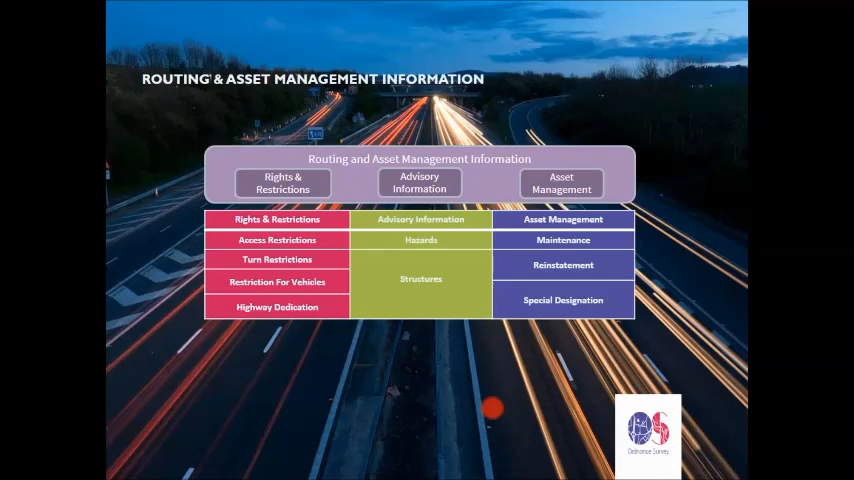 ROUTING & ASSET MANAGEMENT INFORMATION
Routing and Asset Management Information
Rights &
Restrictions
Advisory
Information
Asset
Management
Rights & Restrictions
Advisory Information
Asset Management
Access Restrictions
Hazards
Maintenance
Turn Restrictions
Reinstatement
Restriction For Vehicles
Structures
Special Designation
Highway Dedication
OS
Ordnance Survey